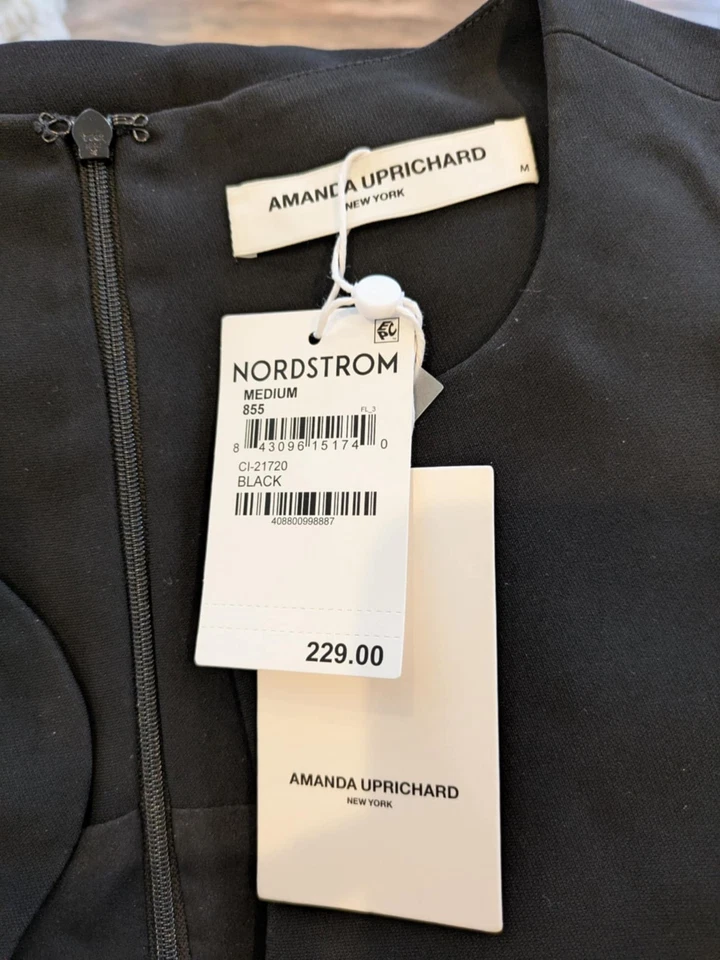 AMANDA UPRICHARD
NEW YORK
M
NORDSTROM
MEDIUM
855
FL_3
8 43096 15174 0
CI-21720
BLACK
408800998887
229.00
AMANDA UPRICHARD
NEW YORK